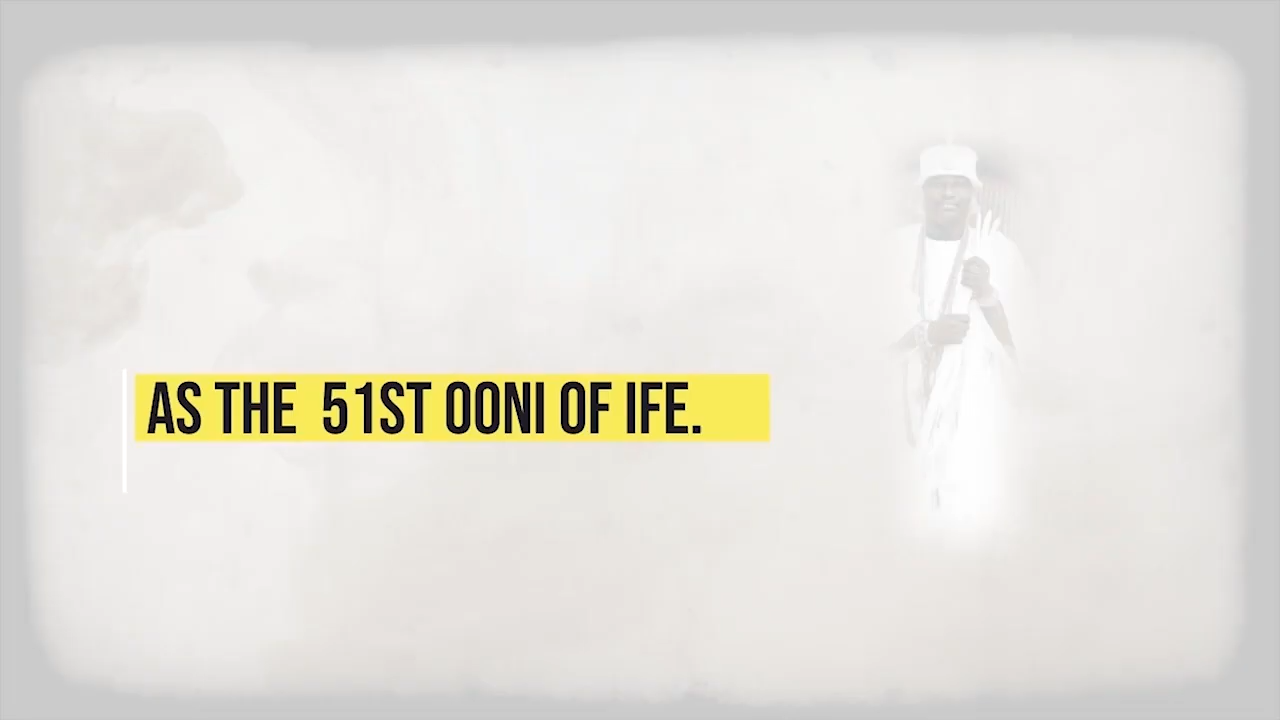 AS THE  51ST OONI OF IFE.